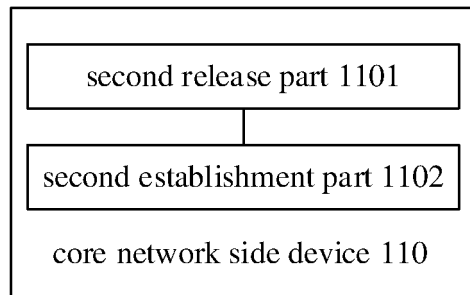 second release part 1101
second establishment part 1102
core network side device 110